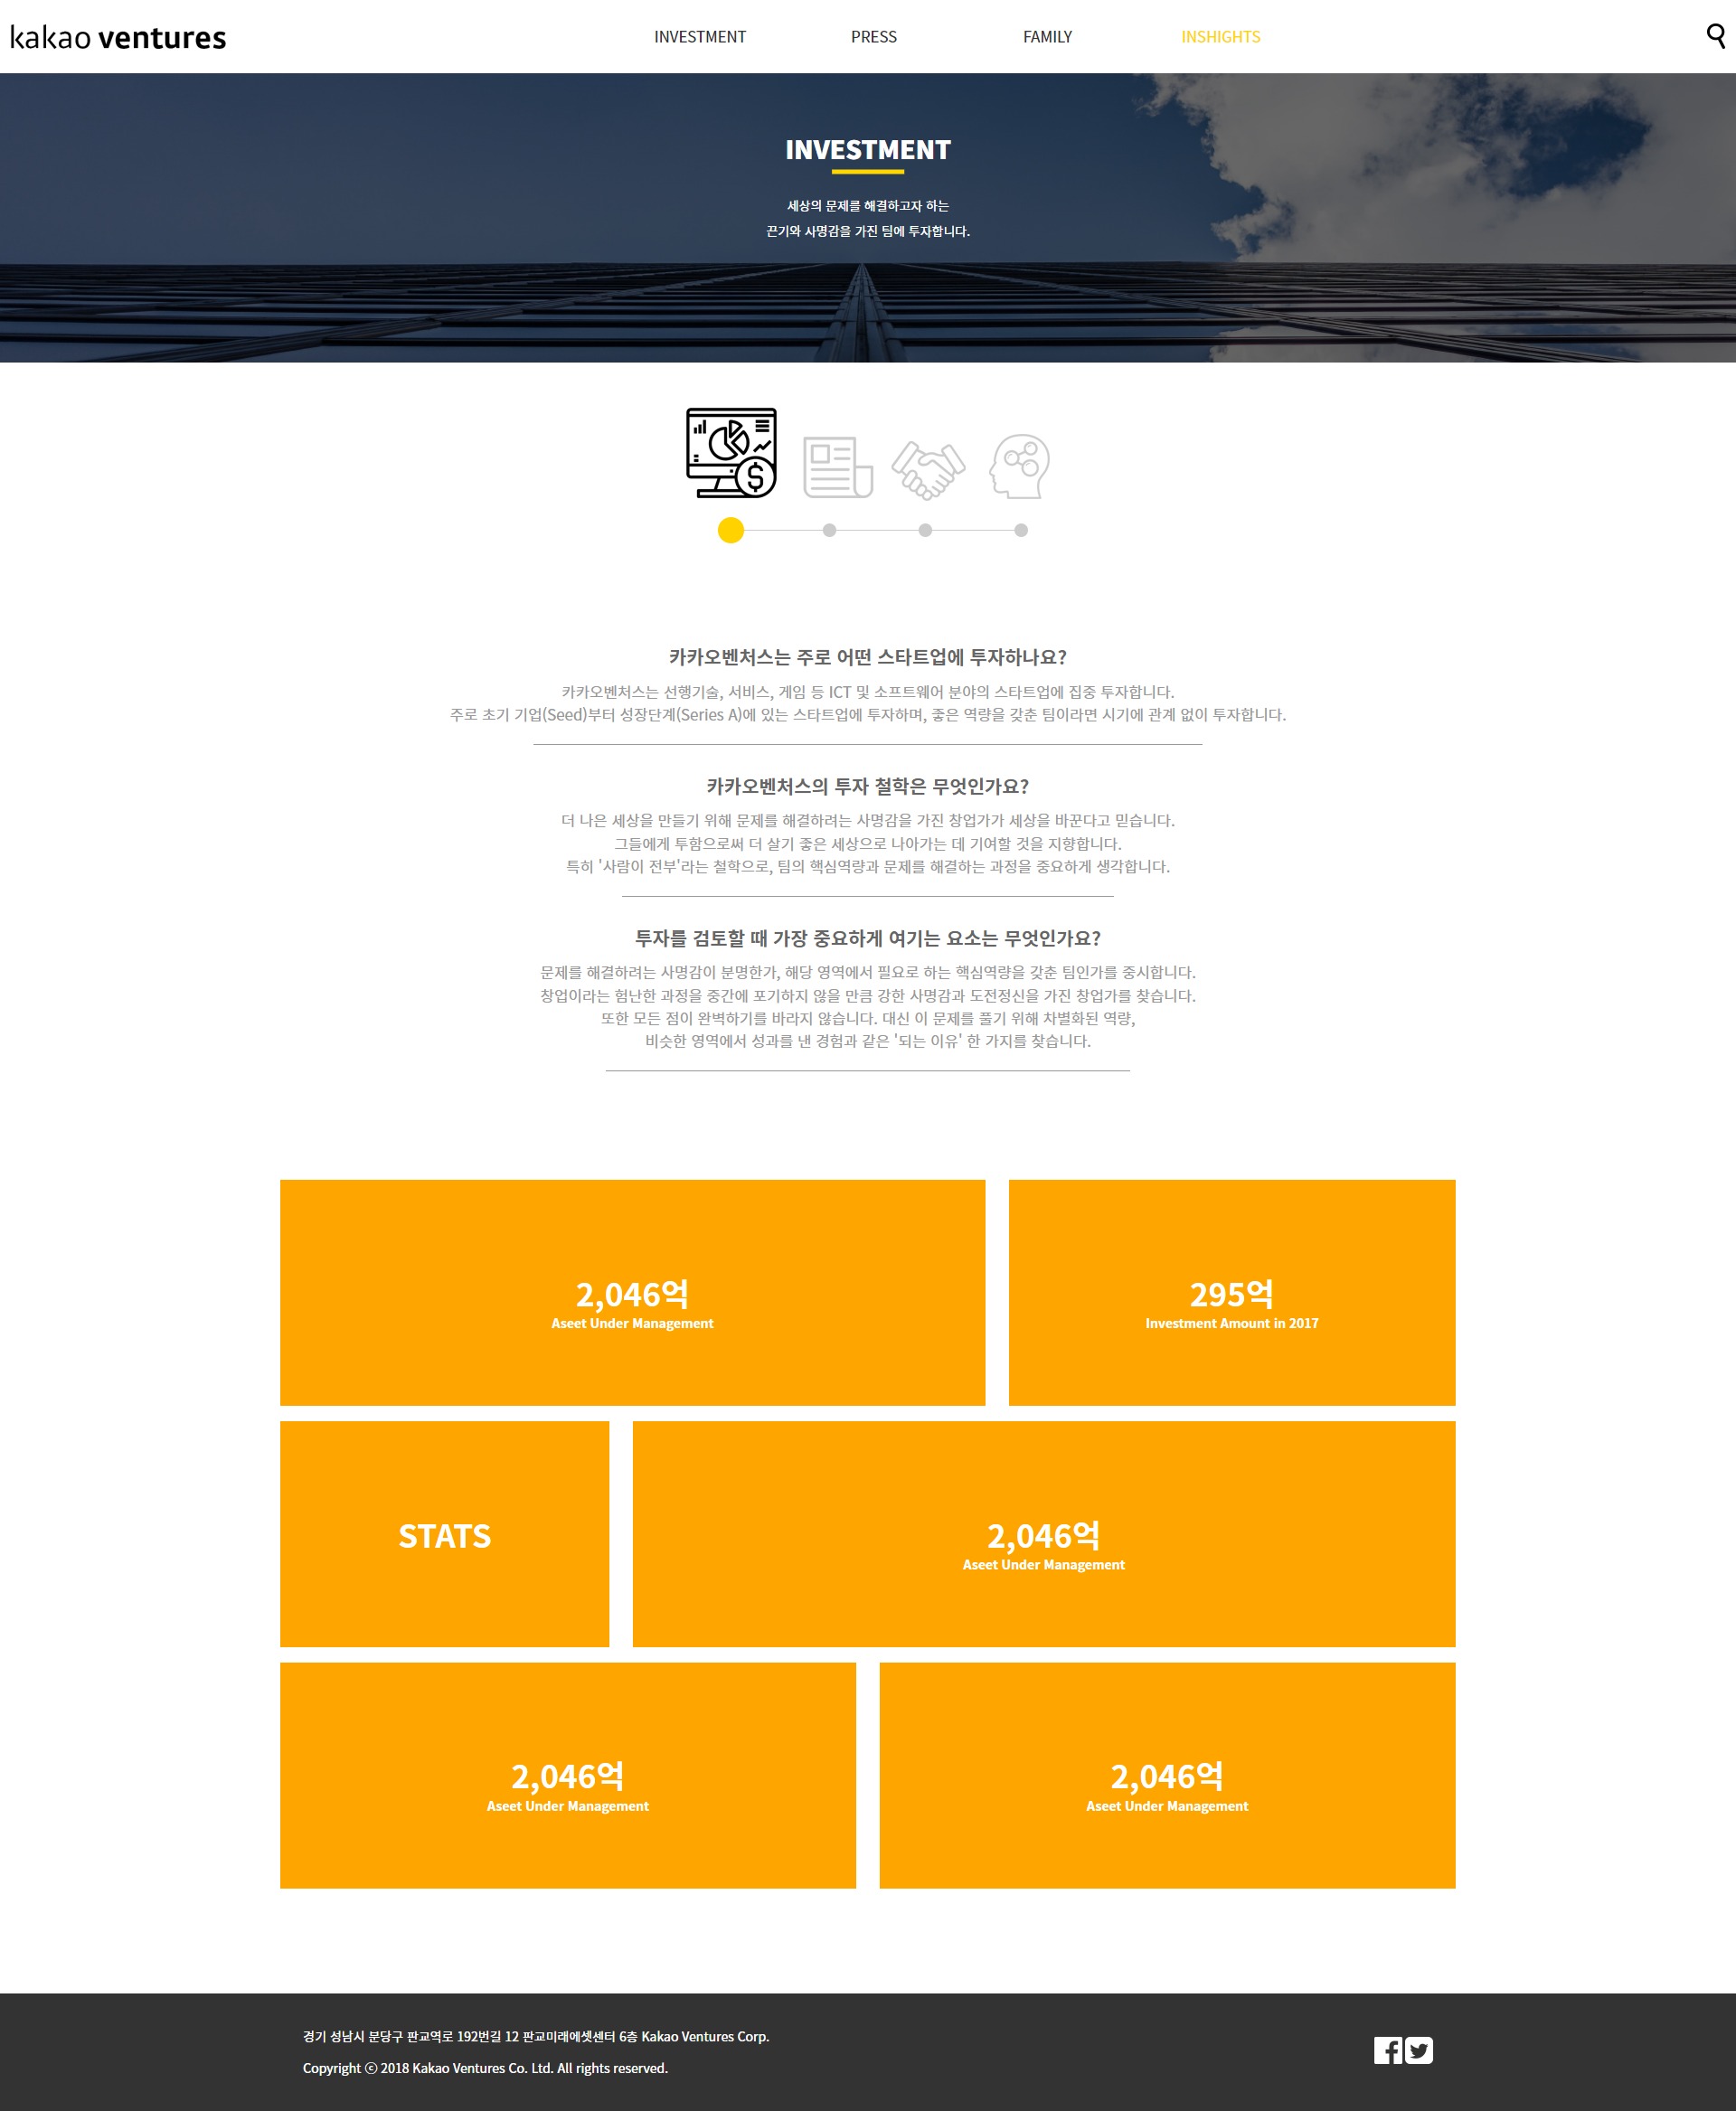 kakao ventures
INVESTMENT
PRESS
FAMILY
INSHIGHTS
INVESTMENT
세상의 문제를 해결하고자 하는
끈기와 사명감을 가진 팀에 투자합니다.
카카오벤처스는 주로 어떤 스타트업에 투자하나요?
카카오벤처스는 선행기술, 서비스, 게임 등 ICT 및 소프트웨어 분야의 스타트업에 집중 투자합니다.
주로 초기 기업(Seed)부터 성장단계(Series A)에 있는 스타트업에 투자하며, 좋은 역량을 갖춘 팀이라면 시기에 관계 없이 투자합니다.
카카오벤처스의 투자 철학은 무엇인가요?
더 나은 세상을 만들기 위해 문제를 해결하려는 사명감을 가진 창업가가 세상을 바꾼다고 믿습니다.
그들에게 투함으로써 더 살기 좋은 세상으로 나아가는 데 기여할 것을 지향합니다.
특히 '사람이 전부'라는 철학으로, 팀의 핵심역량과 문제를 해결하는 과정을 중요하게 생각합니다.
투자를 검토할 때 가장 중요하게 여기는 요소는 무엇인가요?
문제를 해결하려는 사명감이 분명한가, 해당 영역에서 필요로 하는 핵심역량을 갖춘 팀인가를 중시합니다.
창업이라는 험난한 과정을 중간에 포기하지 않을 만큼 강한 사명감과 도전정신을 가진 창업가를 찾습니다.
또한 모든 점이 완벽하기를 바라지 않습니다. 대신 이 문제를 풀기 위해 차별화된 역량,
비슷한 영역에서 성과를 낸 경험과 같은 '되는 이유' 한 가지를 찾습니다.
2,046억
Aseet Under Management
295억
Investment Amount in 2017
STATS
2,046억
Aseet Under Management
2,046억
Aseet Under Management
2,046억
Aseet Under Management
경기 성남시 분당구 판교역로 192번길 12 판교미래에셋센터 6층 Kakao Ventures Corp.
Copyright ⓒ 2018 Kakao Ventures Co. Ltd. All rights reserved.